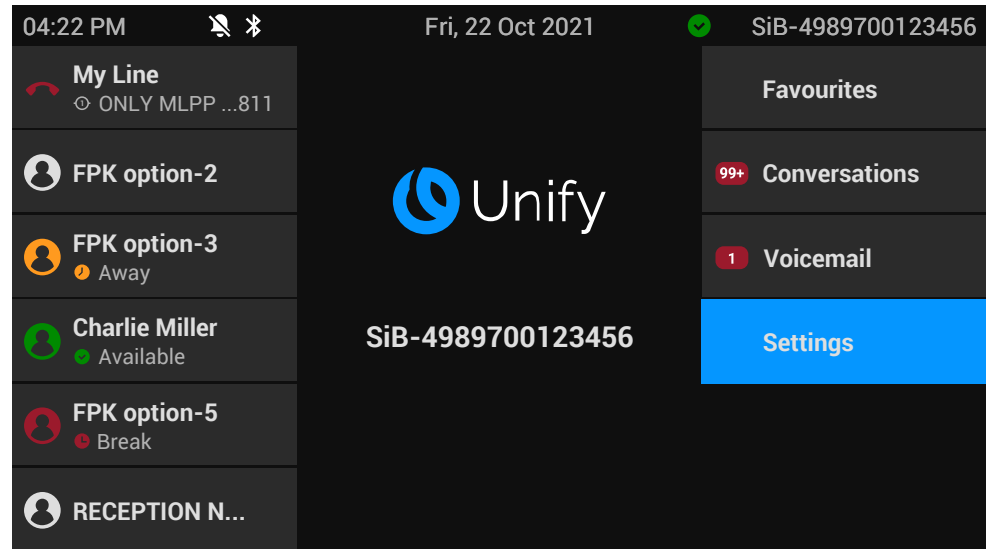 04:22 PM
Fri, 22 Oct 2021
SiB-4989700123456
My Line
ONLY MLPP ...811
FPK option-2
FPK option-3
Away
Charlie Miller
Available
FPK option-5
Break
RECEPTION N...
Unify
SiB-4989700123456
Favourites
99+ Conversations
1 Voicemail
Settings